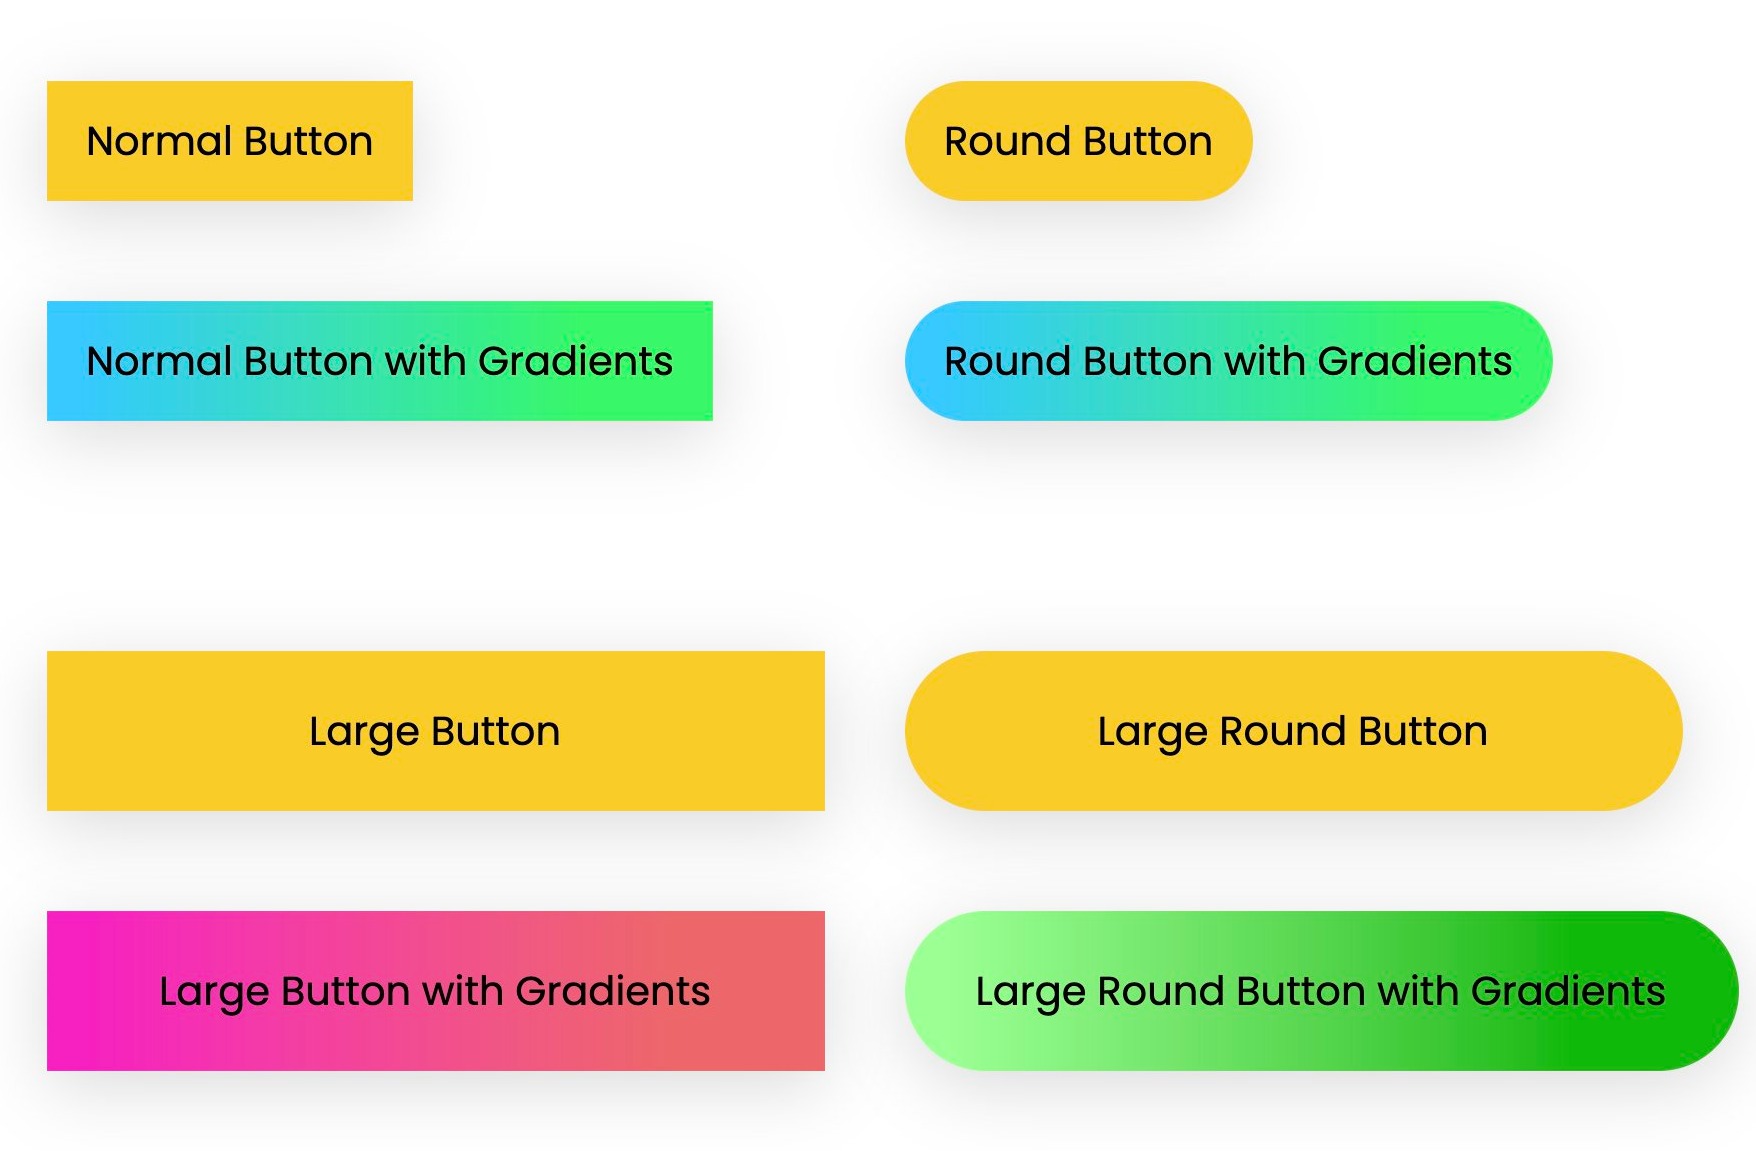 Normal Button
Round Button
Normal Button with Gradients
Round Button with Gradients
Large Button
Large Round Button
Large Button with Gradients
Large Round Button with Gradients